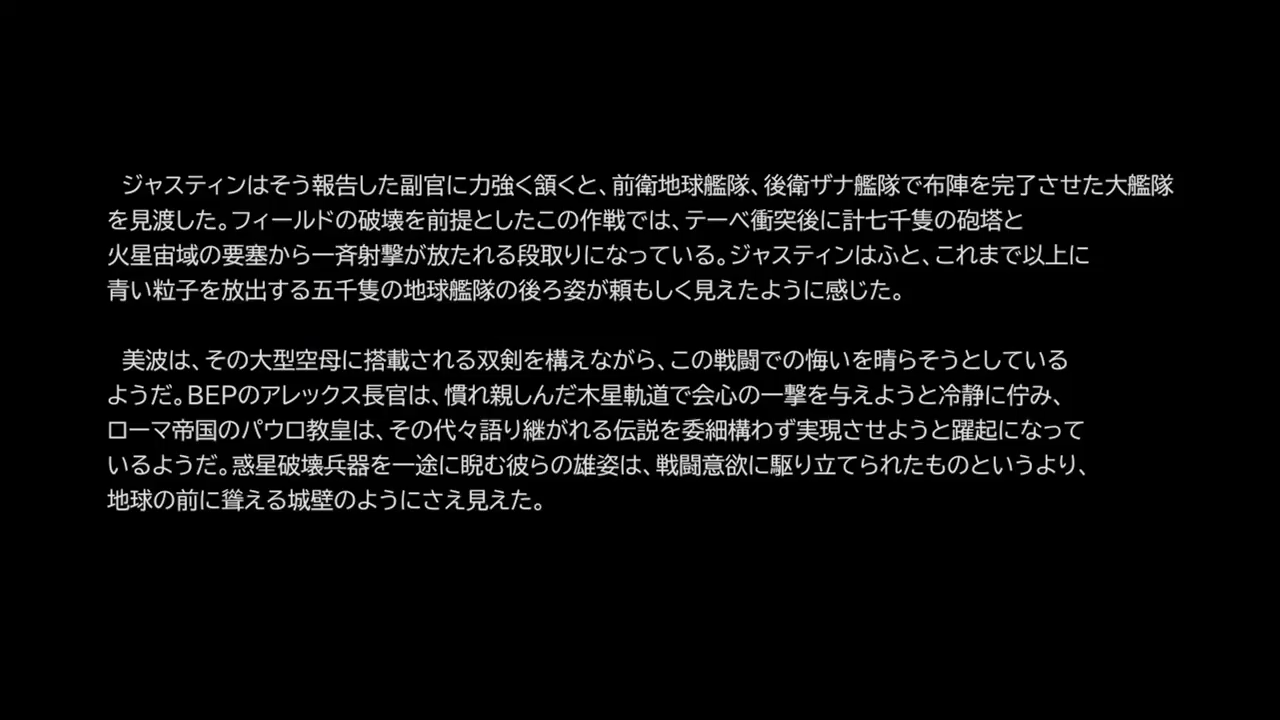 ジャスティンはそう報告した副官に力強く頷くと、前衛地球艦隊、後衛ザナ艦隊で布陣を完了させた大艦隊
を見渡した。フィールドの破壊を前提としたこの作戦では、テーベ衝突後に計七千隻の砲塔と
火星宙域の要塞から一斉射撃が放たれる段取りになっている。ジャスティンはふと、これまで以上に
青い粒子を放出する五千隻の地球艦隊の後ろ姿が頼もしく見えたように感じた。
美波は、その大型空母に搭載される双剣を構えながら、この戦闘での悔いを晴らそうとしている
ようだ。BEPのアレックス長官は、慣れ親しんだ木星軌道で会心の一撃を与えようと冷静に佇み、
ローマ帝国のパウロ教皇は、その代々語り継がれる伝説を委細構わず実現させようと躍起になって
いるようだ。惑星破壊兵器を一途に睨む彼らの雄姿は、戦闘意欲に駆り立てられたものというより、
地球の前に聳える城壁のようにさえ見えた。